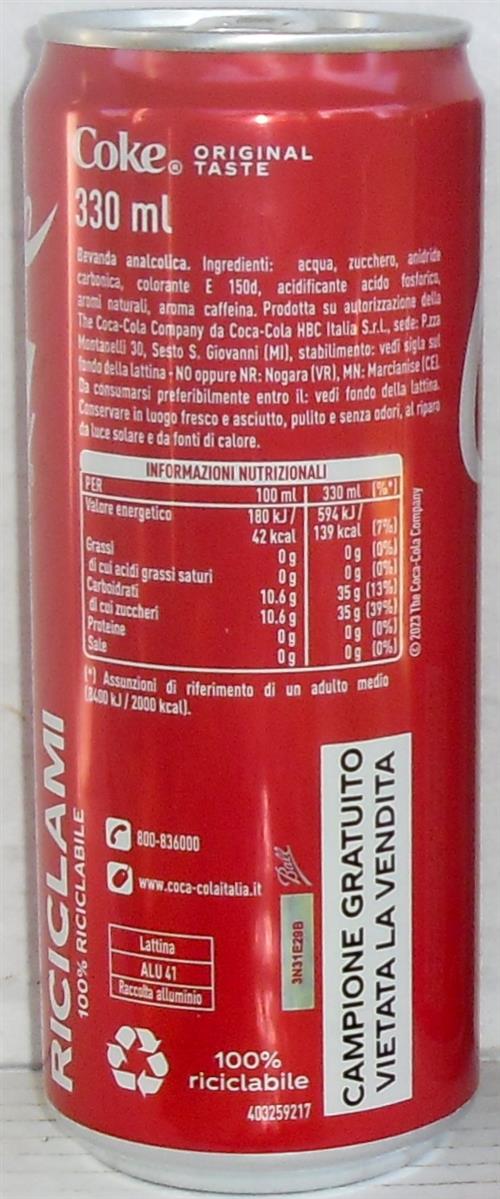 Coke® ORIGINAL
TASTE
330 ml
Bevanda analcolica. Ingredienti: acqua, zucchero, anidride
carbonica, colorante E 150d, acidificante acido fosforico,
aromi naturali, aroma caffeina. Prodotta su autorizzazione della
The Coca-Cola Company da Coca-Cola HBC Italia S.r.l., sede: P.zza
Montanelli 30, Sesto S. Giovanni (MI), stabilimento: vedi sigla sul
fondo della lattina - NO oppure NR: Nogara (VR), MN: Marcianise (CE).
Da consumarsi preferibilmente entro il: vedi fondo della lattina.
Conservare in luogo fresco e asciutto, pulito e senza odori, al riparo
da luce solare e da fonti di calore.
INFORMAZIONI NUTRIZIONALI
PER 100 ml 330 ml (%*)
Valore energetico 180 kJ / 594 kJ /
42 kcal 139 kcal (7%)
Grassi 0 g 0 g (0%)
di cui acidi grassi saturi 0 g 0 g (0%)
Carboidrati 10.6 g 35 g (13%)
di cui zuccheri 10.6 g 35 g (39%)
Proteine 0 g 0 g (0%)
Sale 0 g 0 g (0%)
(*) Assunzioni di riferimento di un adulto medio
(8400 kJ / 2000 kcal).
© 2023 The Coca-Cola Company
RICICLAMI
100% RICICLABILE
800-836000
www.coca-colaitalia.it
Ball
3N31E29B
Lattina
ALU 41
Raccolta alluminio
100%
riciclabile
403259217
CAMPIONE GRATUITO
VIETATA LA VENDITA